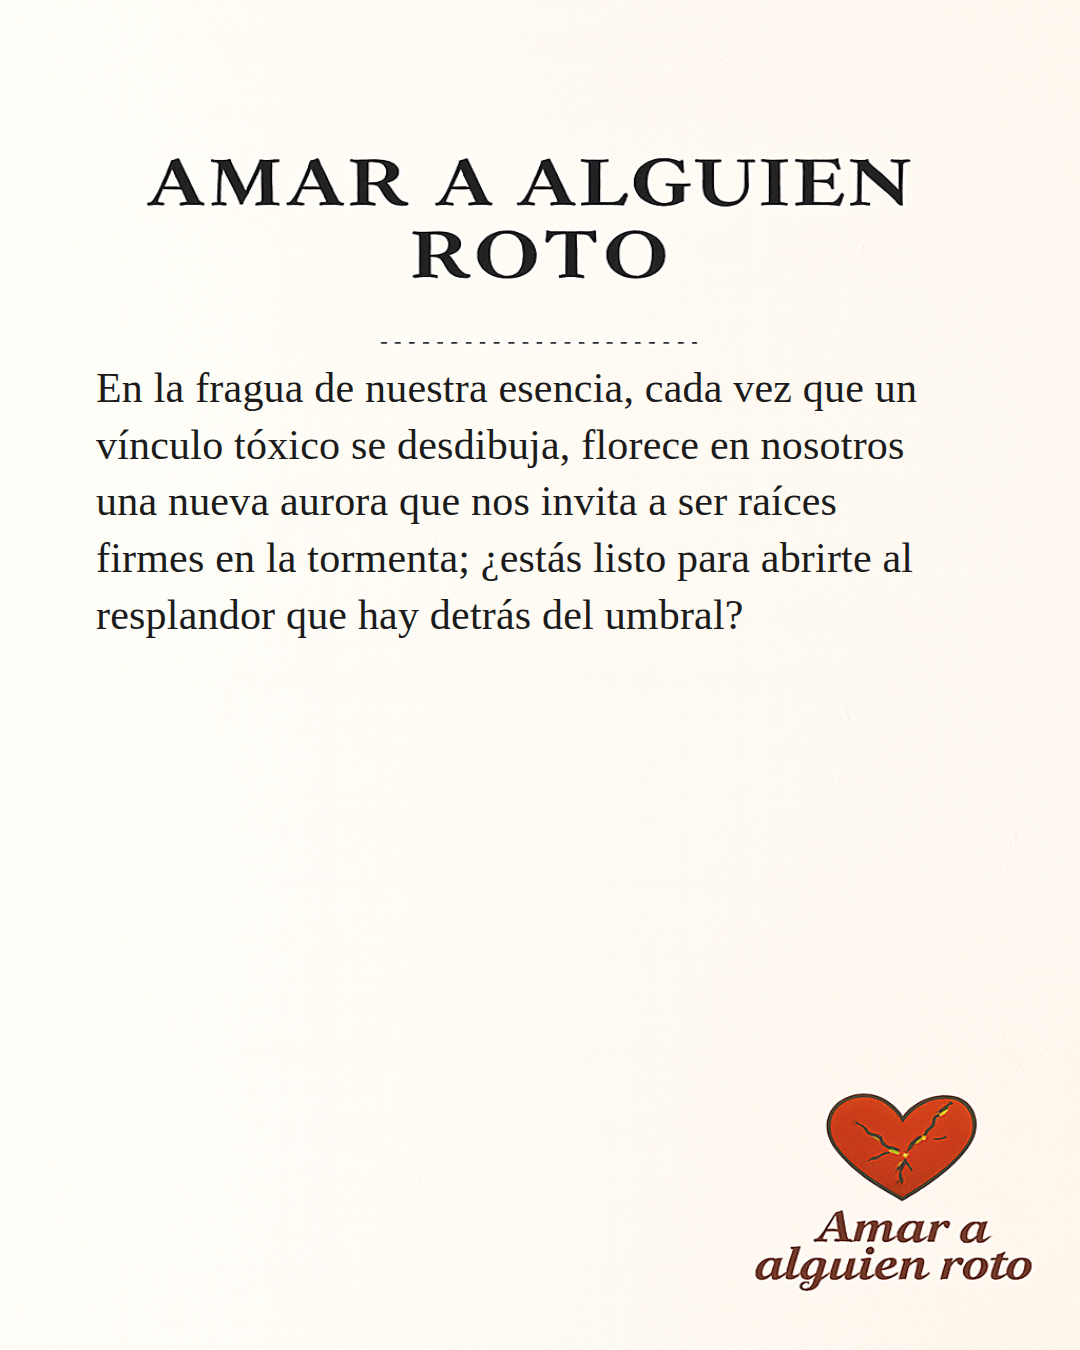 AMAR A ALGUIEN
ROTO
----------------------
En la fragua de nuestra esencia, cada vez que un
vínculo tóxico se desdibuja, florece en nosotros
una nueva aurora que nos invita a ser raíces
firmes en la tormenta; ¿estás listo para abrirte al
resplandor que hay detrás del umbral?
Amar a
alguien roto